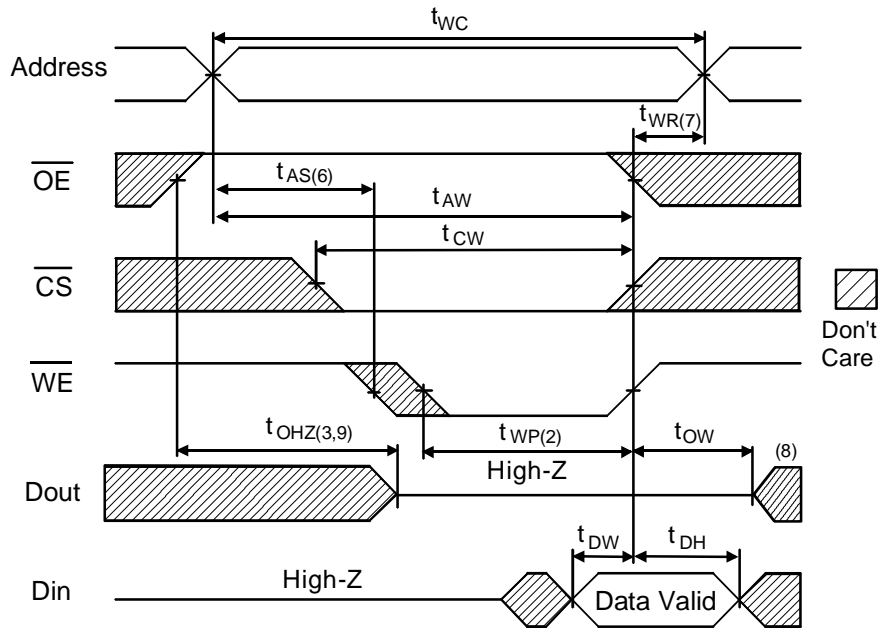 tWC
Address
tWR(7)
OE
tAS(6)
tAW
tCW
CS
Don't
Care
WE
tOHZ(3,9)
tWP(2)
tOW
High-Z
(8)
Dout
tDW
tDH
High-Z
Din
Data Valid